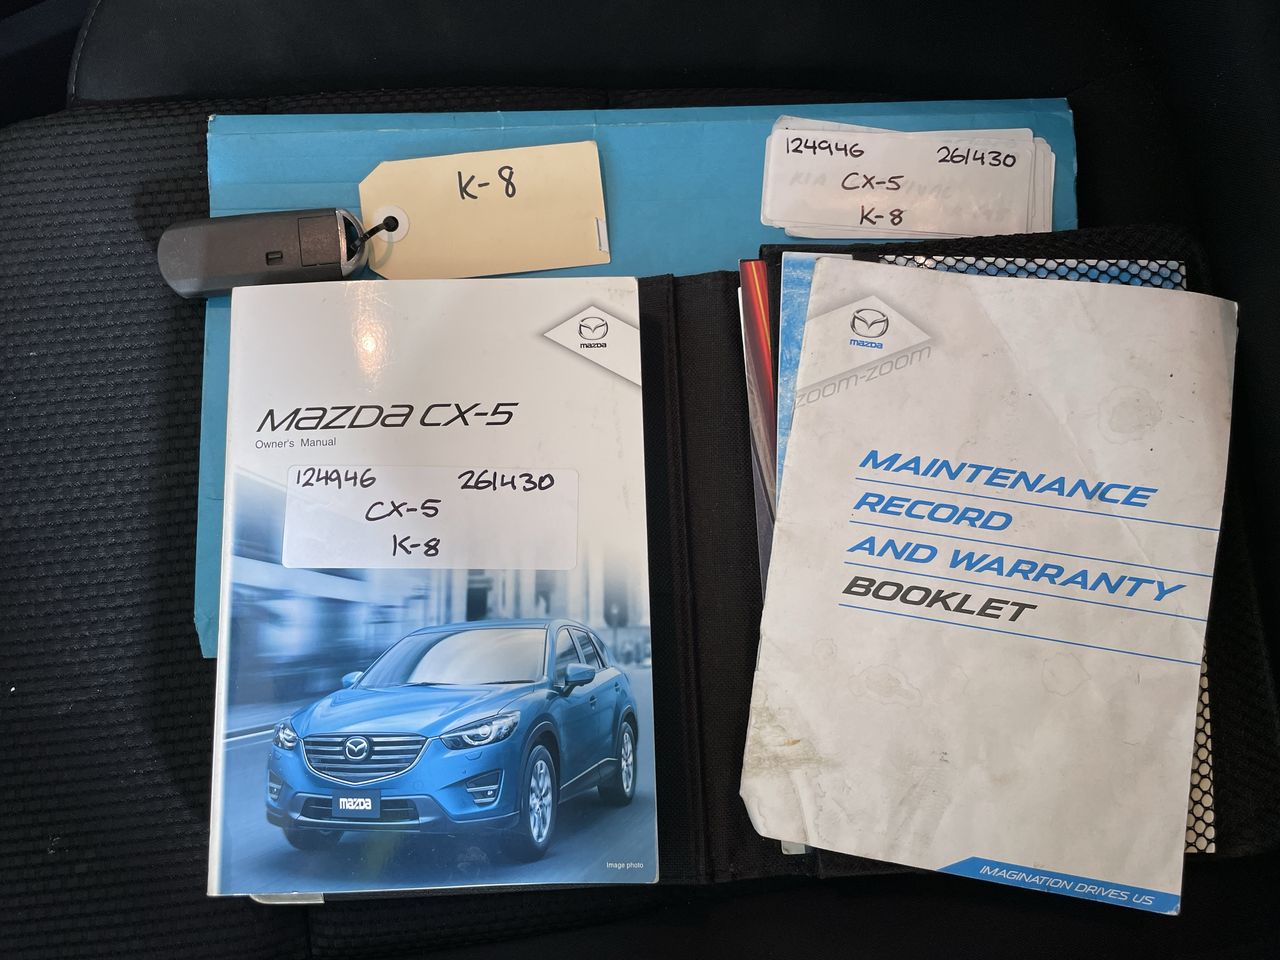 K-8
124946 261430
CX-5
K-8
mazda
mazda CX-5
Owner's Manual
124946 261430
CX-5
K-8
mazda
Image photo
mazda
zoom-zoom
MAINTENANCE
RECORD
AND WARRANTY
BOOKLET
IMAGINATION DRIVES US